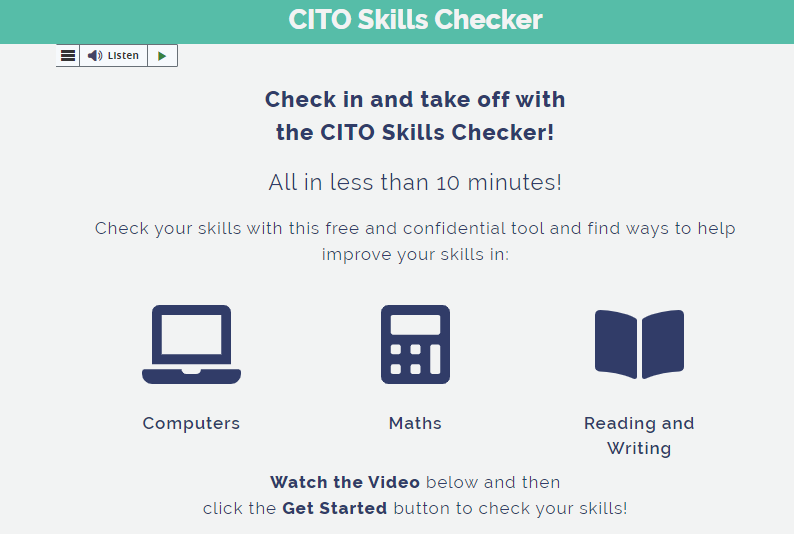 CITO Skills Checker
Listen
Check in and take off with
the CITO Skills Checker!
All in less than 10 minutes!
Check your skills with this free and confidential tool and find ways to help
improve your skills in:
Computers
Maths
Reading and
Writing
Watch the Video below and then
click the Get Started button to check your skills!